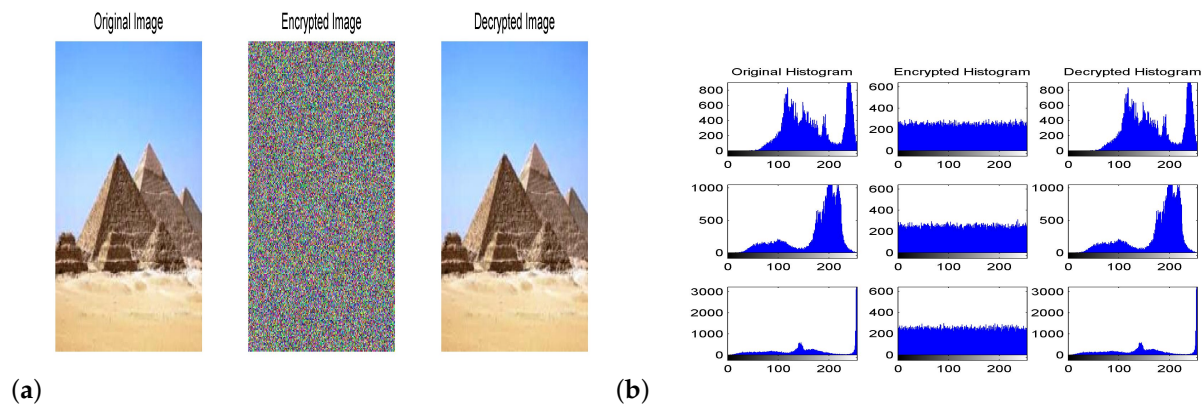 Original Image Encrypted Image Decrypted Image
(a)
Original Histogram Encrypted Histogram Decrypted Histogram
800 600 800
600 400 600
400 200 400
200 0 200
0 0
0 100 200 0 100 200 0 100 200
1000 600 1000
500 400 500
0 200 0
0
0 100 200 0 100 200 0 100 200
3000 600 3000
2000 400 2000
1000 200 1000
0 0 0
0 100 200 0 100 200 0 100 200
(b)